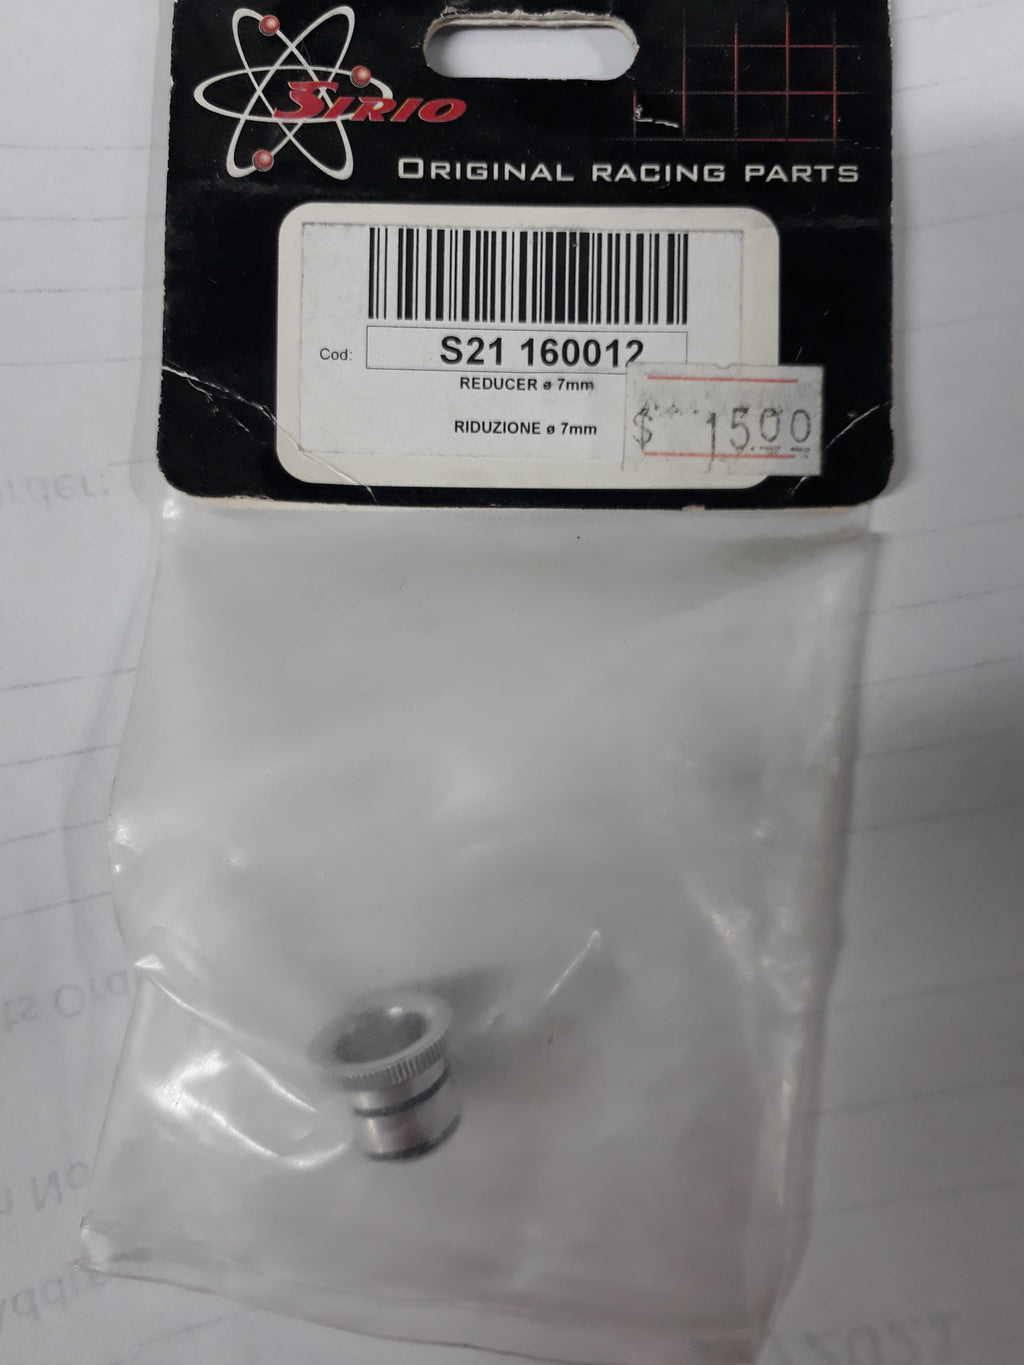 SIRIO
ORIGINAL RACING PARTS
Cod: S21 160012
REDUCER ø 7mm
RIDUZIONE ø 7mm
$ 15.00